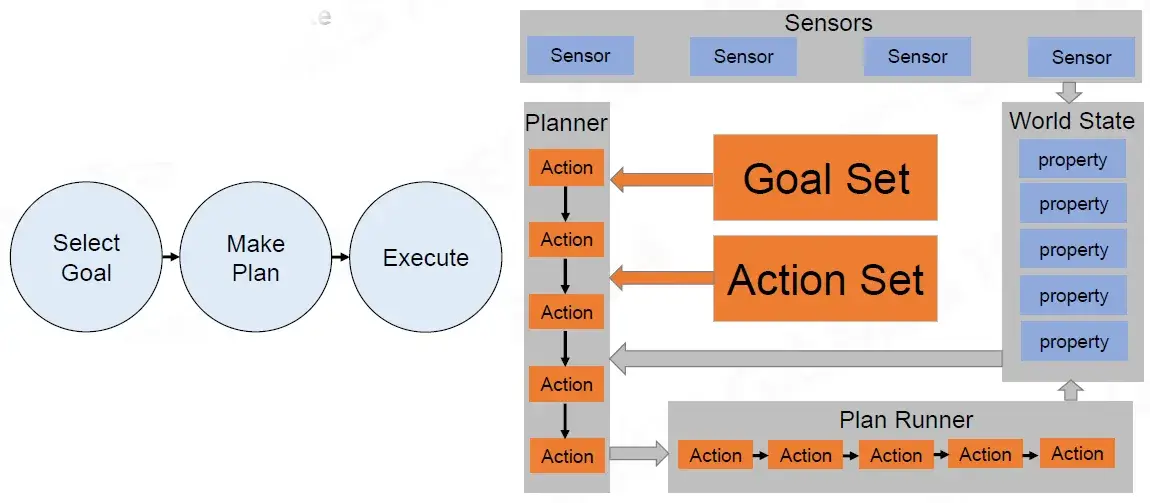 Select
Goal
Make
Plan
Execute
Sensors
Sensor
Sensor
Sensor
Sensor
Planner
Action
Action
Action
Action
Action
Goal Set
Action Set
World State
property
property
property
property
property
Plan Runner
Action
Action
Action
Action
Action